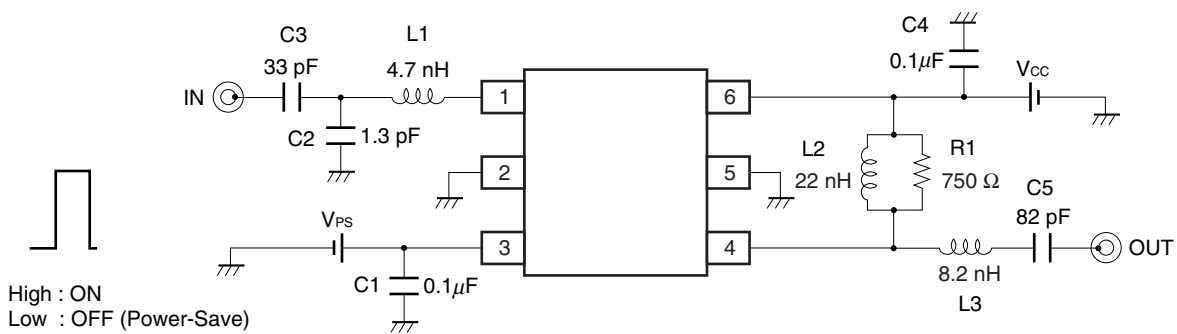 C3
33 pF
L1
4.7 nH
IN
C2
1.3 pF
1
2
3
VPS
C1
0.1μF
High : ON
Low : OFF (Power-Save)
6
5
4
C4
0.1μF
VCC
L2
22 nH
R1
750 Ω
C5
82 pF
OUT
8.2 nH
L3